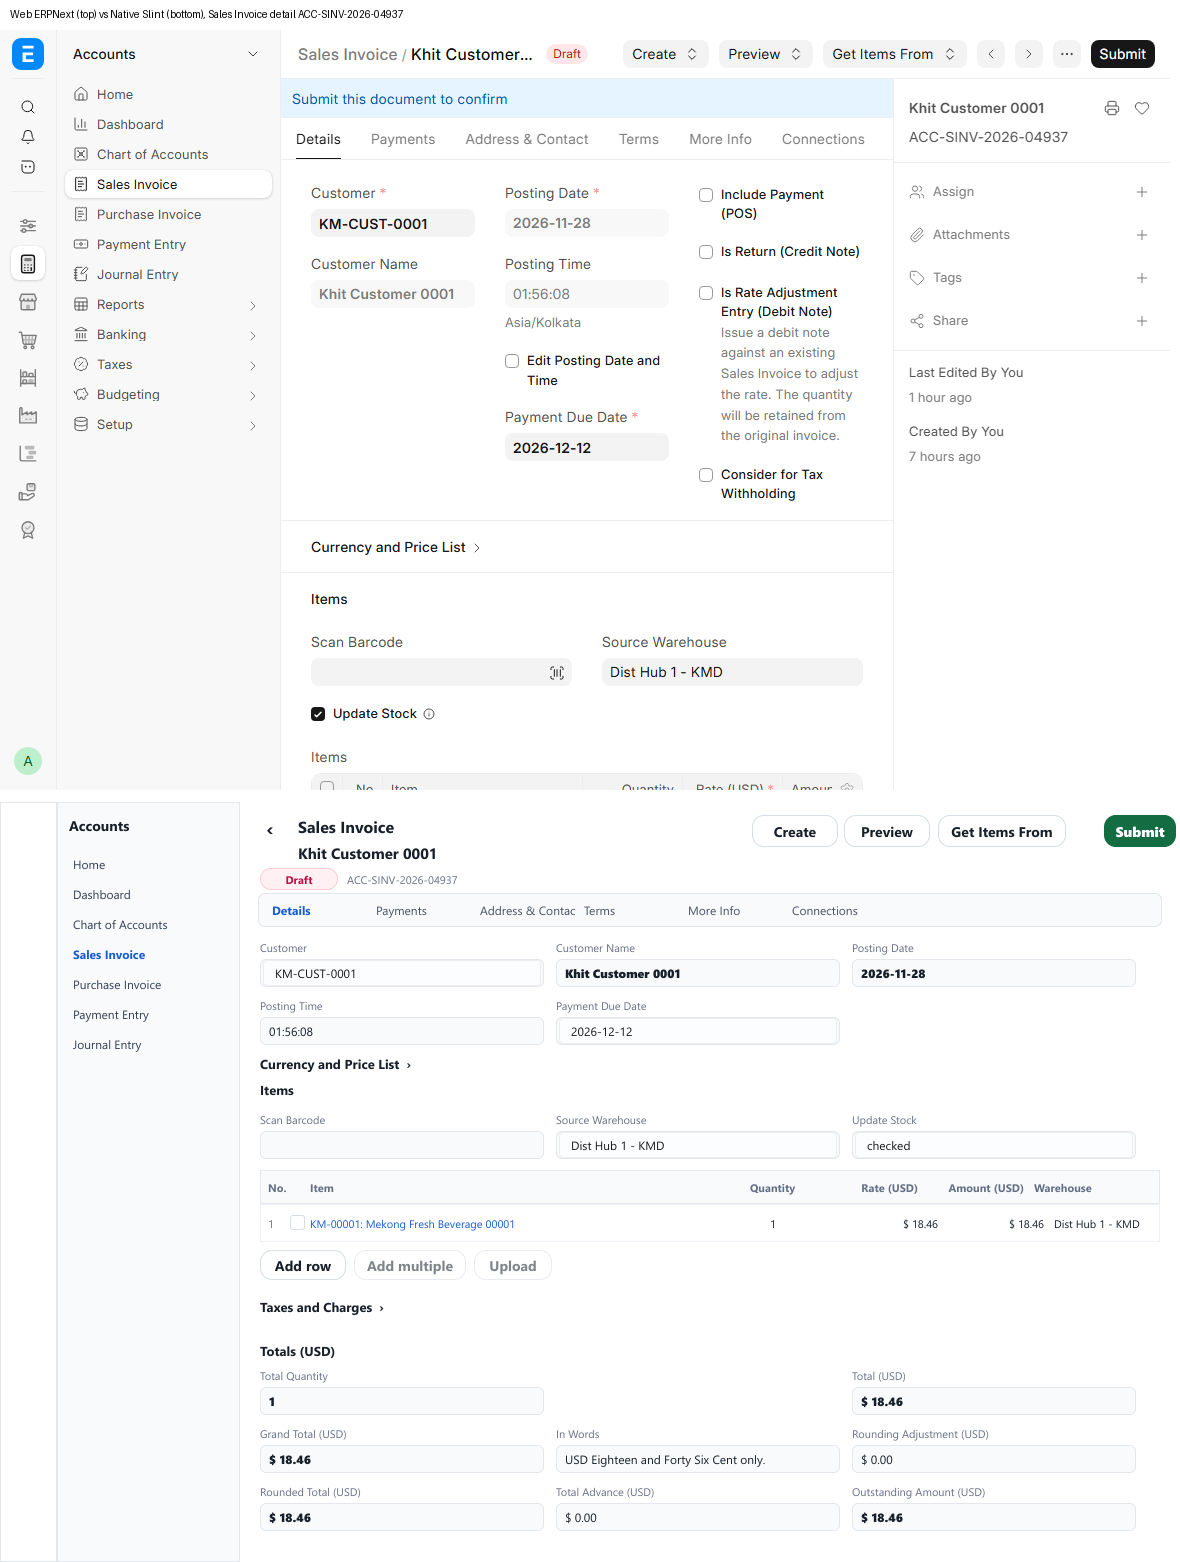 Web ERPNext (top) vs Native Slint (bottom), Sales Invoice detail ACC-SINV-2026-04937
Accounts
Home
Dashboard
Chart of Accounts
Sales Invoice
Purchase Invoice
Payment Entry
Journal Entry
Reports
Banking
Taxes
Budgeting
Setup
A
Sales Invoice / Khit Customer... Draft Create Preview Get Items From ... Submit
Submit this document to confirm
Details Payments Address & Contact Terms More Info Connections
Customer *
KM-CUST-0001
Customer Name
Khit Customer 0001
Posting Date *
2026-11-28
Posting Time
01:56:08
Asia/Kolkata
Edit Posting Date and
Time
Payment Due Date *
2026-12-12
Include Payment
(POS)
Is Return (Credit Note)
Is Rate Adjustment
Entry (Debit Note)
Issue a debit note
against an existing
Sales Invoice to adjust
the rate. The quantity
will be retained from
the original invoice.
Consider for Tax
Withholding
Currency and Price List
Items
Scan Barcode
Source Warehouse
Dist Hub 1 - KMD
Update Stock
Items
No Item Quantity Rate (USD) * Amour
Khit Customer 0001
ACC-SINV-2026-04937
Assign
Attachments
Tags
Share
Last Edited By You
1 hour ago
Created By You
7 hours ago
Accounts
Home
Dashboard
Chart of Accounts
Sales Invoice
Purchase Invoice
Payment Entry
Journal Entry
Sales Invoice
Khit Customer 0001
Create Preview Get Items From Submit
Draft ACC-SINV-2026-04937
Details Payments Address & Contac Terms More Info Connections
Customer Customer Name Posting Date
KM-CUST-0001 Khit Customer 0001 2026-11-28
Posting Time Payment Due Date
01:56:08 2026-12-12
Currency and Price List ›
Items
Scan Barcode Source Warehouse Update Stock
Dist Hub 1 - KMD checked
No. Item Quantity Rate (USD) Amount (USD) Warehouse
1 KM-00001: Mekong Fresh Beverage 00001 1 $ 18.46 $ 18.46 Dist Hub 1 - KMD
Add row Add multiple Upload
Taxes and Charges ›
Totals (USD)
Total Quantity Total (USD)
1 $ 18.46
Grand Total (USD) In Words Rounding Adjustment (USD)
$ 18.46 USD Eighteen and Forty Six Cent only. $ 0.00
Rounded Total (USD) Total Advance (USD) Outstanding Amount (USD)
$ 18.46 $ 0.00 $ 18.46